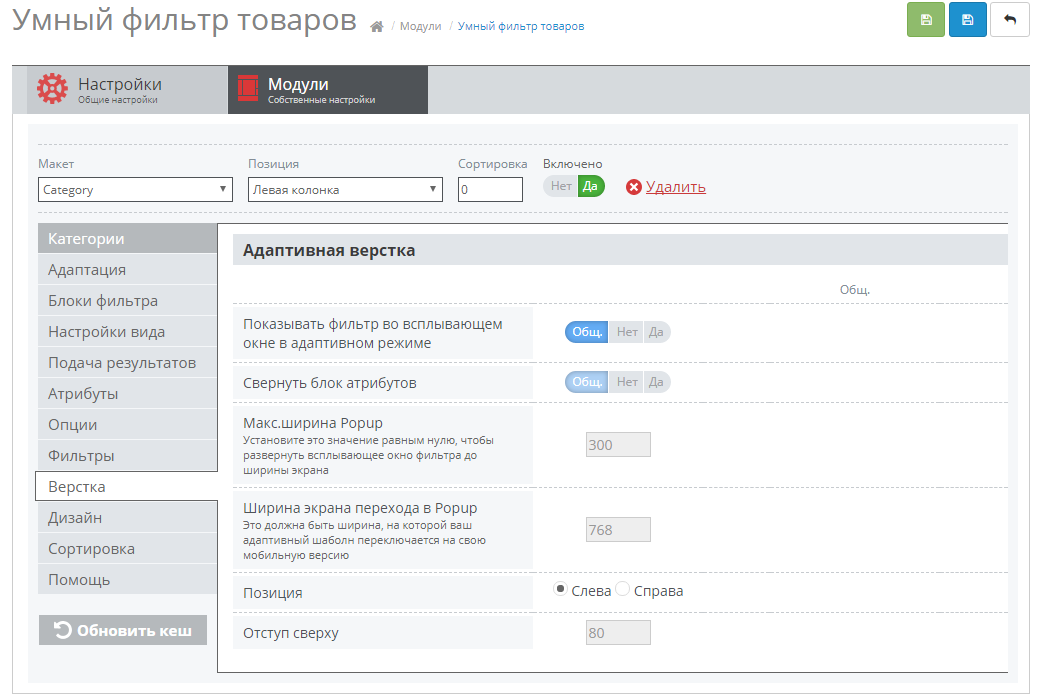 Умный фильтр товаров
/ Модули / Умный фильтр товаров
Настройки
Общие настройки
Модули
Собственные настройки
Макет
Позиция
Сортировка
Включено
Category
Левая колонка
0
Нет Да
Удалить
Категории
Адаптация
Блоки фильтра
Настройки вида
Подача результатов
Атрибуты
Опции
Фильтры
Верстка
Дизайн
Сортировка
Помощь
Обновить кеш
Адаптивная верстка
Общ.
Показывать фильтр во всплывающем
окне в адаптивном режиме
Общ. Нет Да
Свернуть блок атрибутов
Общ. Нет Да
Макс.ширина Popup
Установите это значение равным нулю, чтобы
развернуть всплывающее окно фильтра до
ширины экрана
300
Ширина экрана перехода в Popup
Это должна быть ширина, на которой ваш
адаптивный шаболн переключается на свою
мобильную версию
768
Позиция
Слева Справа
Отступ сверху
80